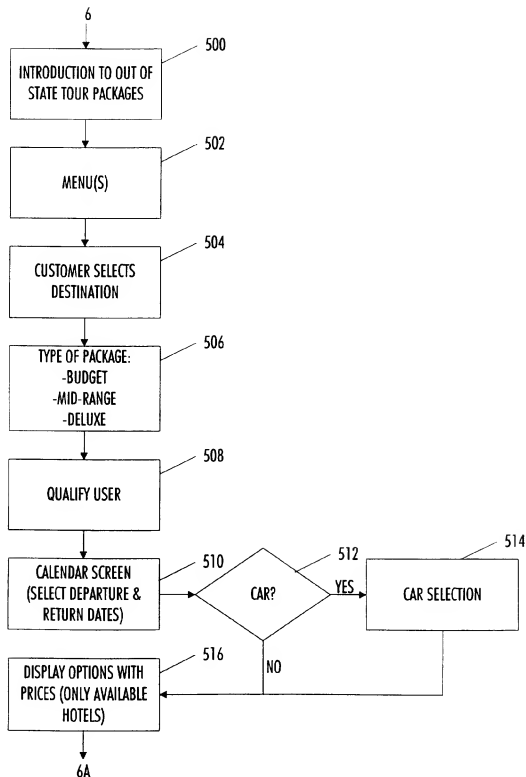 6
500
INTRODUCTION TO OUT OF
STATE TOUR PACKAGES
502
MENU(S)
504
CUSTOMER SELECTS
DESTINATION
506
TYPE OF PACKAGE:
-BUDGET
-MID-RANGE
-DELUXE
508
QUALIFY USER
510
CALENDAR SCREEN
(SELECT DEPARTURE &
RETURN DATES)
512
CAR?
YES
514
CAR SELECTION
NO
516
DISPLAY OPTIONS WITH
PRICES (ONLY AVAILABLE
HOTELS)
6A